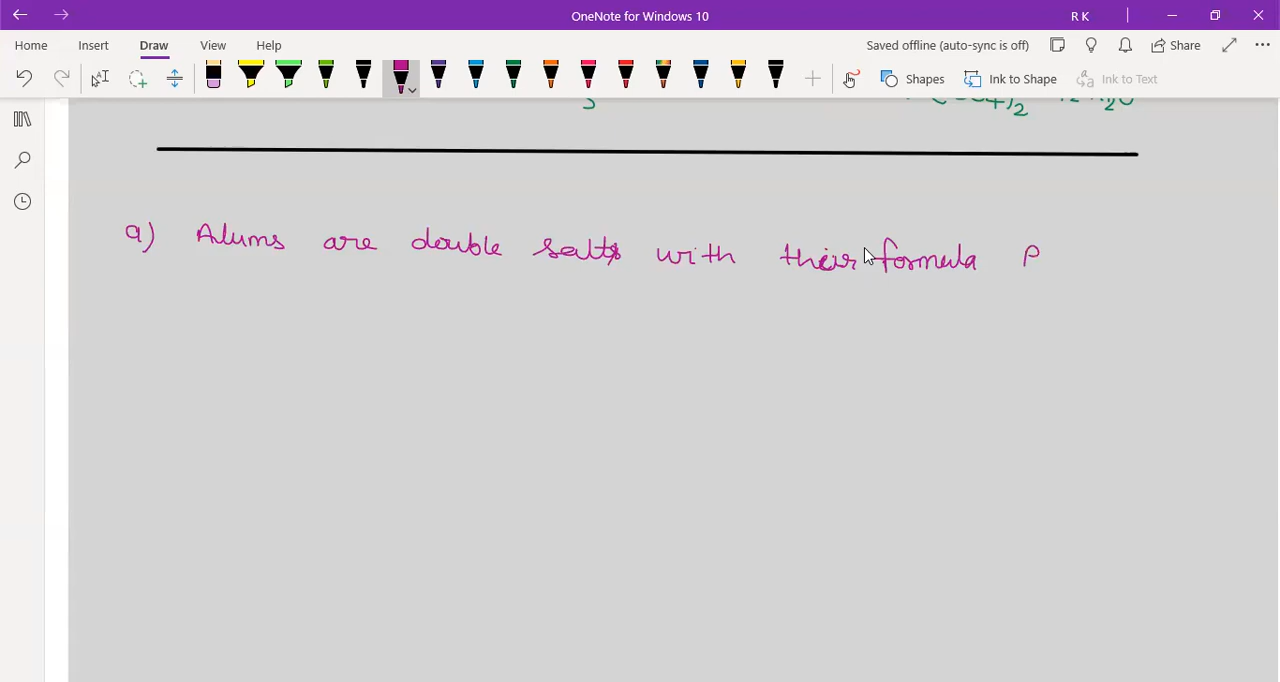 OneNote for Windows 10
R K
Home Insert Draw View Help
Saved offline (auto-sync is off)
Share
Shapes
Ink to Shape
Ink to Text
a) Alums are double salts with their formula